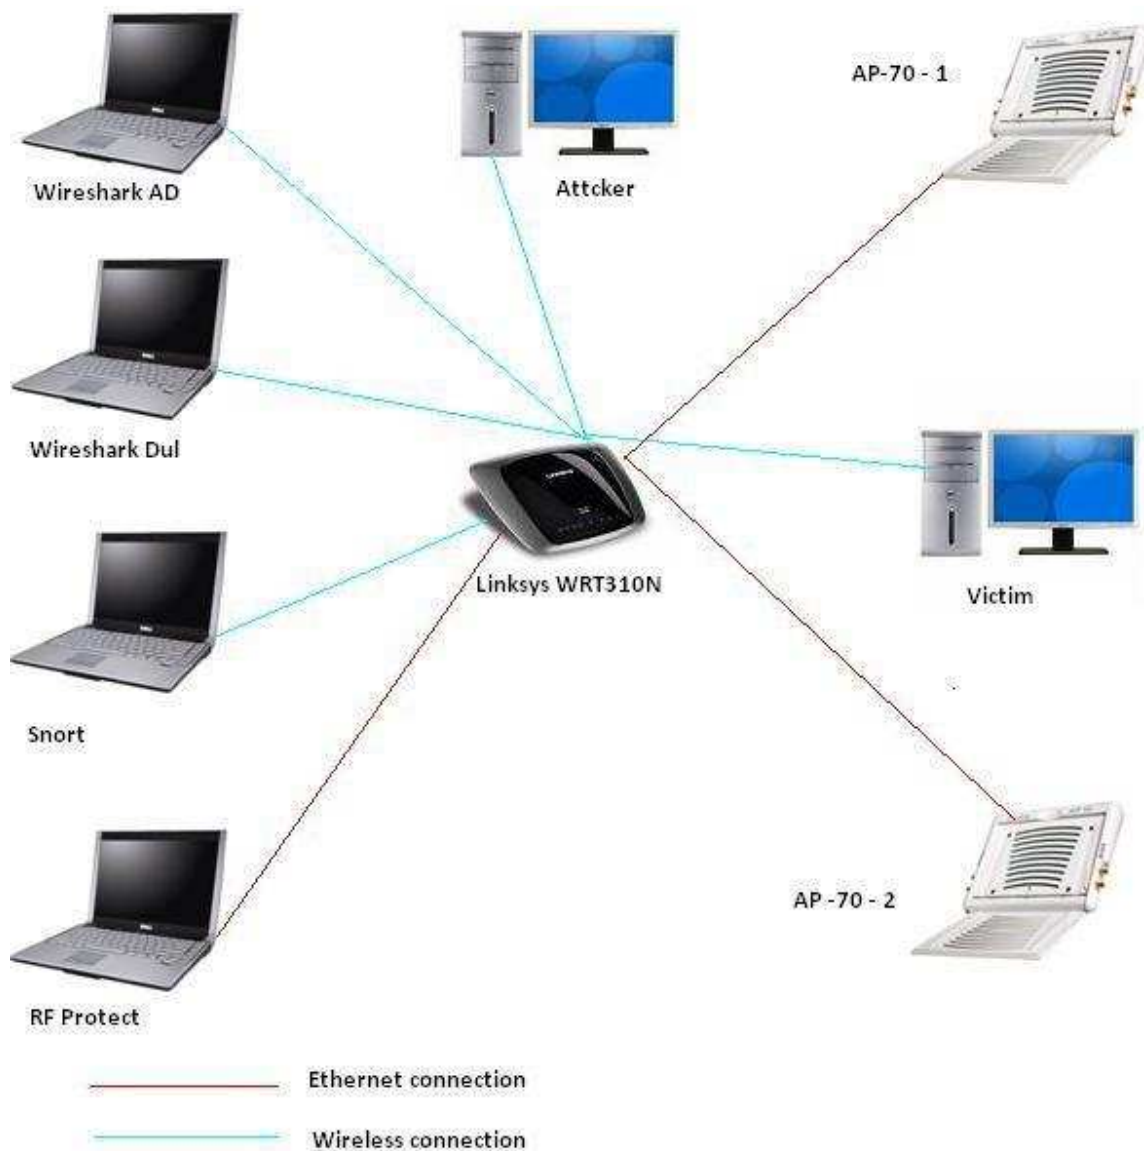 AP-70 - 1
Wireshark AD
Attcker
Wireshark Dul
LINKSYS
Linksys WRT310N
Victim
Snort
AP -70 - 2
RF Protect
Ethernet connection
Wireless connection